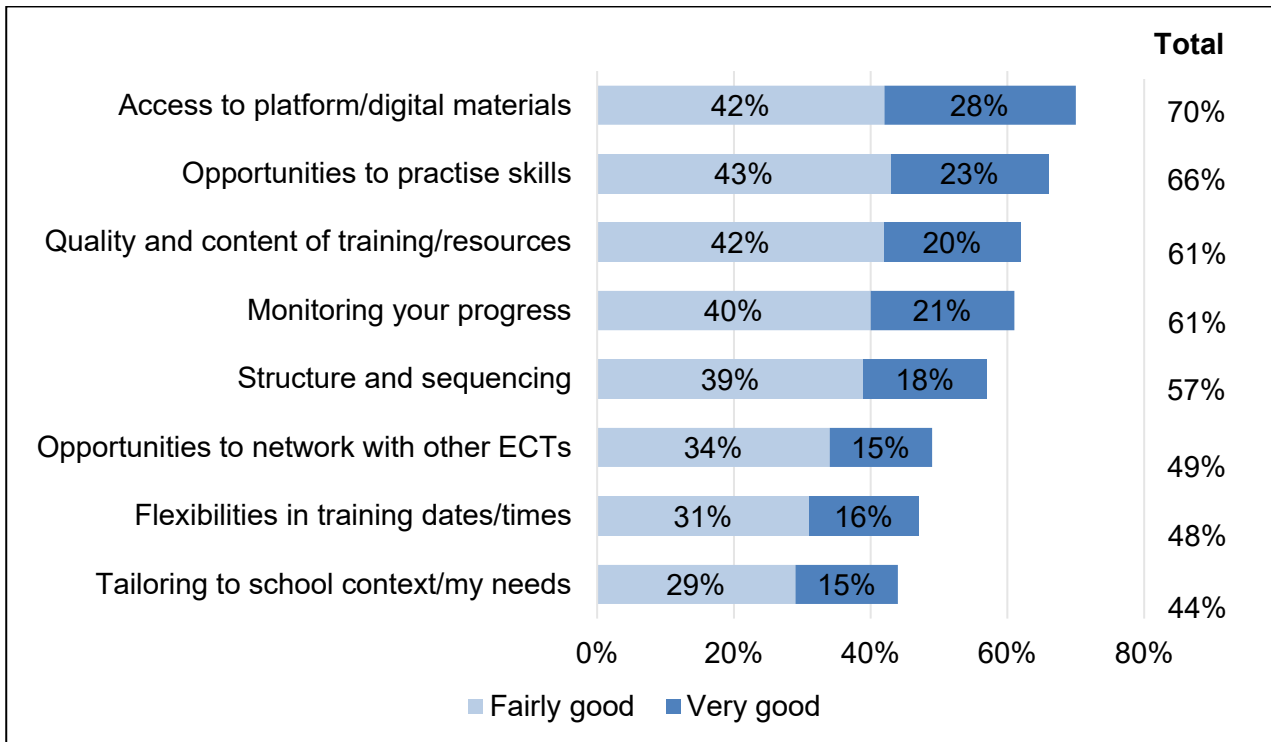 Total
Access to platform/digital materials 42% 28% 70%
Opportunities to practise skills 43% 23% 66%
Quality and content of training/resources 42% 20% 61%
Monitoring your progress 40% 21% 61%
Structure and sequencing 39% 18% 57%
Opportunities to network with other ECTs 34% 15% 49%
Flexibilities in training dates/times 31% 16% 48%
Tailoring to school context/my needs 29% 15% 44%
0% 20% 40% 60% 80%
Fairly good Very good